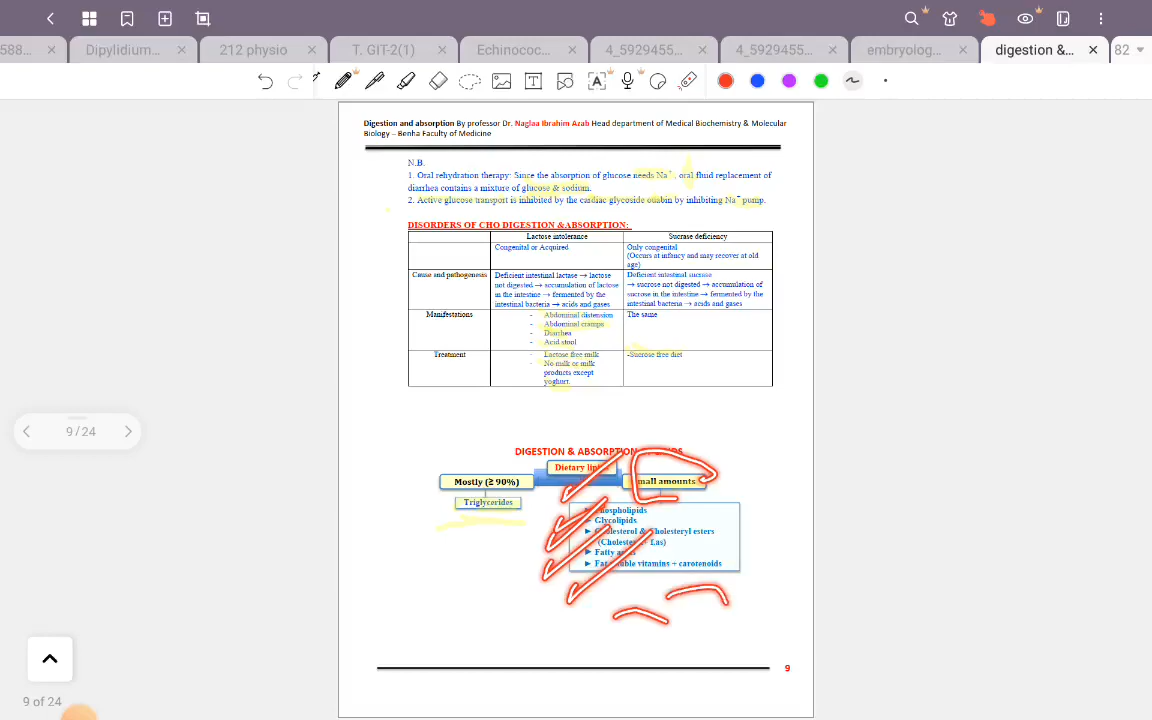 588...
Dipylidium...
212 physio
T. GIT-2(1)
Echinococ...
4_5929455...
4_5929455...
embryolog...
digestion &...
82
Digestion and absorption By professor Dr. Naglaa Ibrahim Azab Head department of Medical Biochemistry & Molecular
Biology – Benha Faculty of Medicine
N.B.
1. Oral rehydration therapy: Since the absorption of glucose needs Na⁺, oral fluid replacement of
diarrhea contains a mixture of glucose & sodium.
2. Active glucose transport is inhibited by the cardiac glycoside ouabin by inhibiting Na⁺ pump.
DISORDERS OF CHO DIGESTION &ABSORPTION:
Lactose intolerance
Sucrase deficiency
Congenital or Acquired
Only congenital
(Occurs at infancy and may recover at old
age)
Cause and pathogenesis
Deficient intestinal lactase → lactose
not digested → accumulation of lactose
in the intestine → fermented by the
intestinal bacteria → acids and gases
Deficient intestinal sucrase
→ sucrose not digested → accumulation of
sucrose in the intestine → fermented by the
intestinal bacteria → acids and gases
Manifestations
- Abdominal distension
- Abdominal cramps
- Diarrhea
- Acid stool
The same
Treatment
- Lactose free milk
- No milk or milk
products except
yoghurt.
-Sucrose free diet
9/24
DIGESTION & ABSORPTION
Dietary
Mostly (≥ 90%)
amounts
Triglycerides
Phospholipids
► Glycolipids
Cholesteryl esters
► Fatty
► vitamins + carotenoids
9
9 of 24